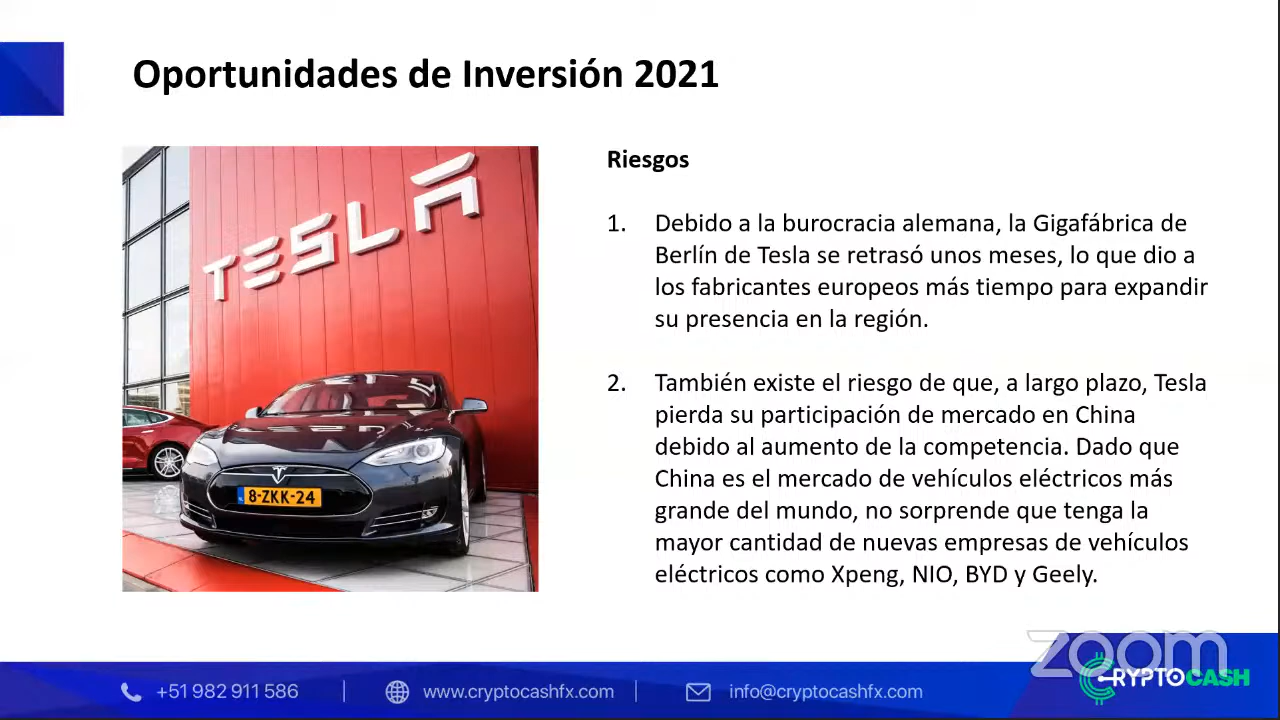 Oportunidades de Inversión 2021
TESLA
8-ZKK-24
Riesgos
1. Debido a la burocracia alemana, la Gigafábrica de
Berlín de Tesla se retrasó unos meses, lo que dio a
los fabricantes europeos más tiempo para expandir
su presencia en la región.
2. También existe el riesgo de que, a largo plazo, Tesla
pierda su participación de mercado en China
debido al aumento de la competencia. Dado que
China es el mercado de vehículos eléctricos más
grande del mundo, no sorprende que tenga la
mayor cantidad de nuevas empresas de vehículos
eléctricos como Xpeng, NIO, BYD y Geely.
zoom
+51 982 911 586
www.cryptocashfx.com
info@cryptocashfx.com
CRYPTOCASH